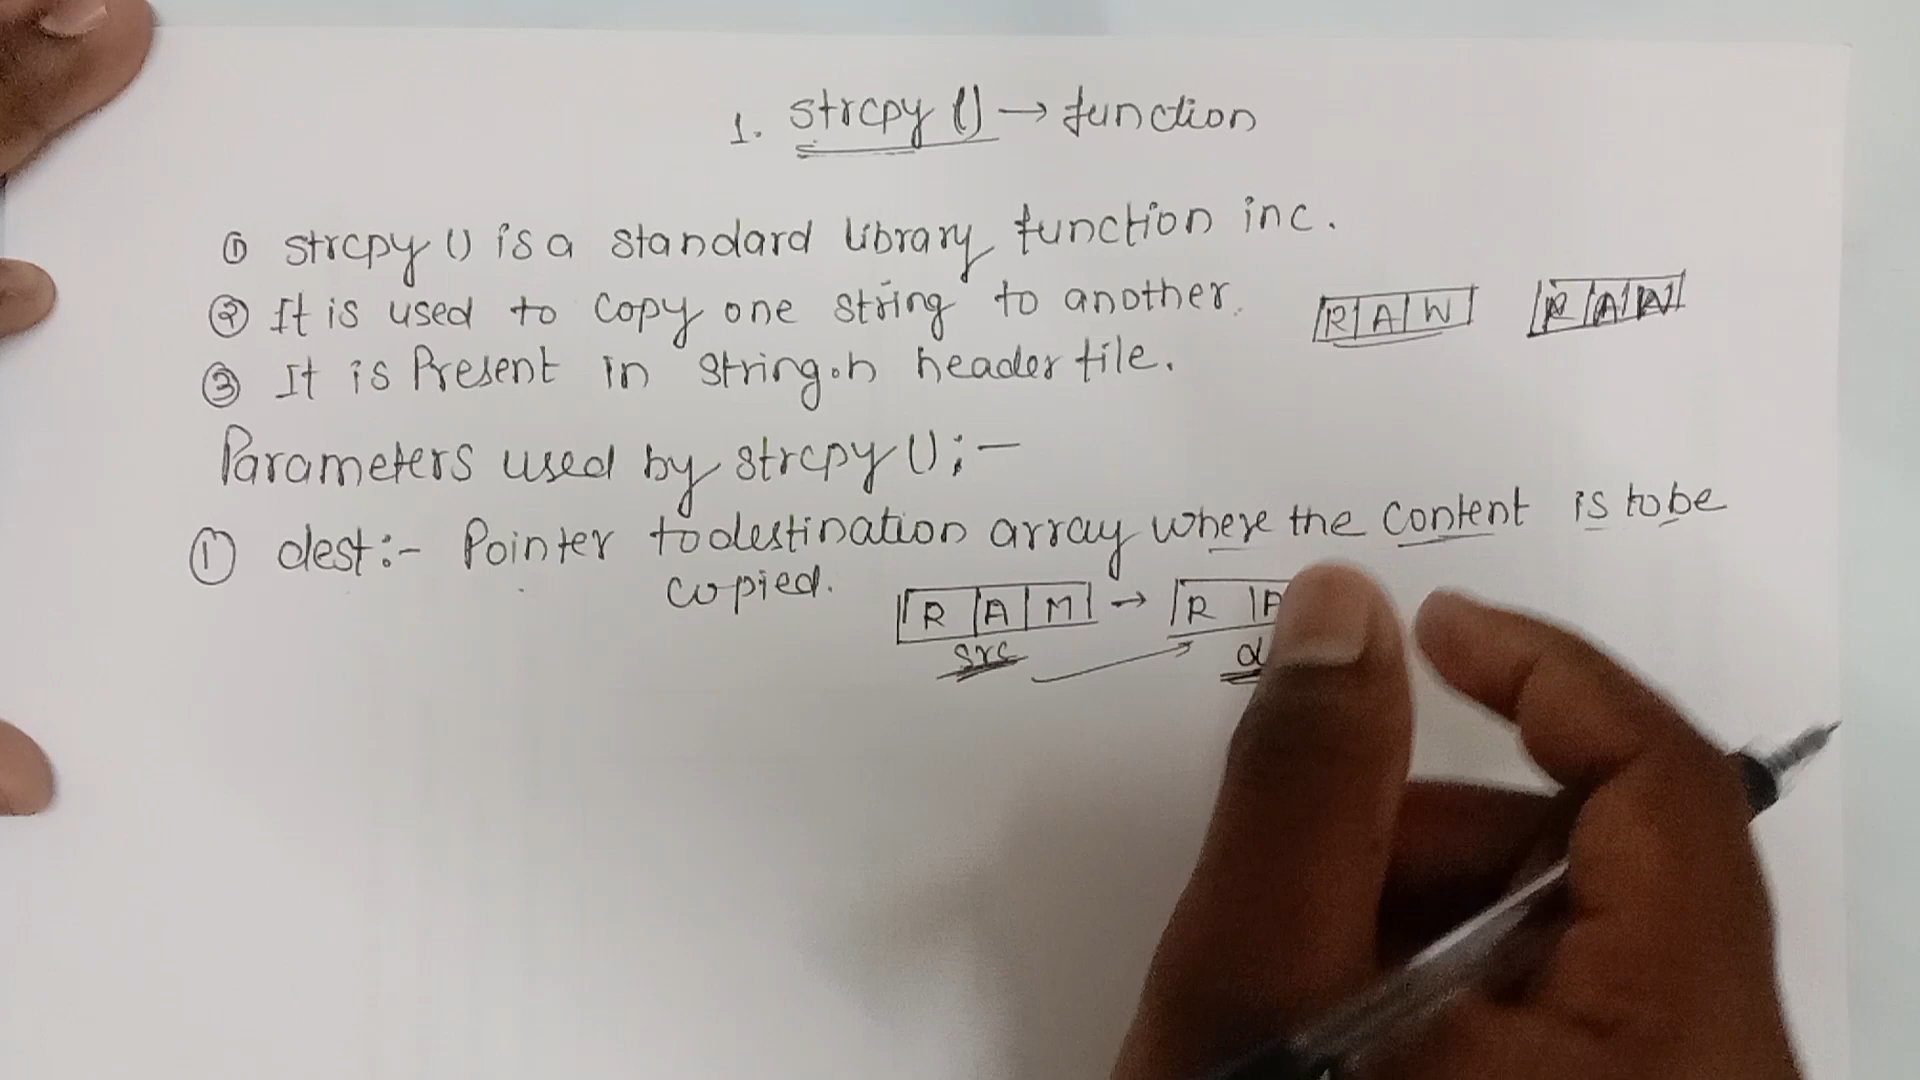 1. strcpy () → function
① strcpy () is a standard library function inc.
② It is used to copy one string to another.
R A W
R A W
③ It is Present in string.h header file.
Parameters used by strcpy () ; -
① dest:- Pointer to destination array where the content is to be
copied.
R A M → R A
src